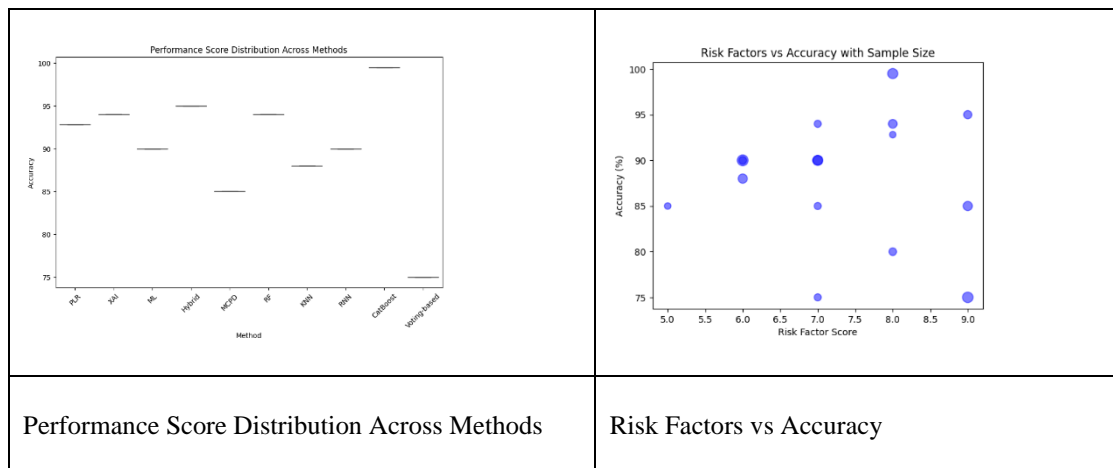 Performance Score Distribution Across Methods
Accuracy
100
95
90
85
80
75
PLR
XAI
ML
Hybrid
MCPD
RF
KNN
RNN
CatBoost
Voting-based
Method
Risk Factors vs Accuracy with Sample Size
Accuracy (%)
100
95
90
85
80
75
5.0 5.5 6.0 6.5 7.0 7.5 8.0 8.5 9.0
Risk Factor Score
Performance Score Distribution Across Methods
Risk Factors vs Accuracy